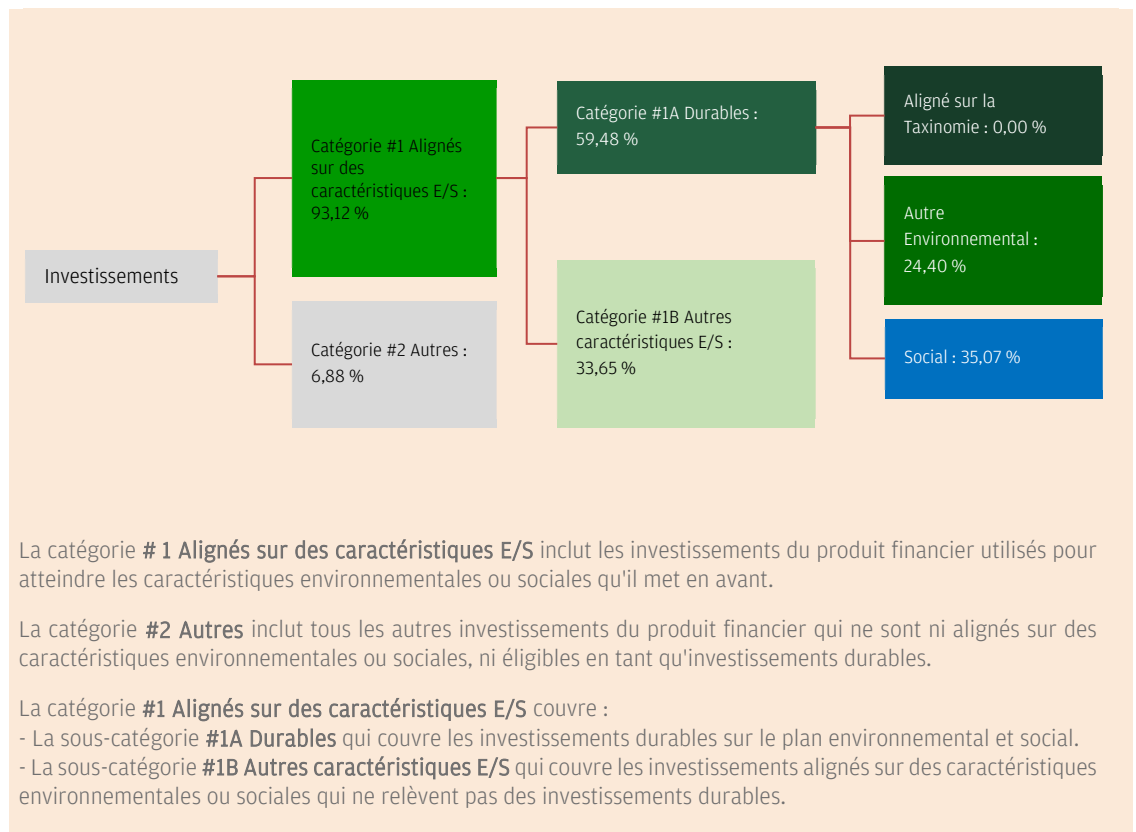 Investissements
Catégorie #1 Alignés
sur des
caractéristiques E/S :
93,12 %
Catégorie #2 Autres :
6,88 %
Catégorie #1A Durables :
59,48 %
Catégorie #1B Autres
caractéristiques E/S :
33,65 %
Aligné sur la
Taxinomie : 0,00 %
Autre
Environnemental :
24,40 %
Social : 35,07 %
La catégorie # 1 Alignés sur des caractéristiques E/S inclut les investissements du produit financier utilisés pour
atteindre les caractéristiques environnementales ou sociales qu'il met en avant.
La catégorie #2 Autres inclut tous les autres investissements du produit financier qui ne sont ni alignés sur des
caractéristiques environnementales ou sociales, ni éligibles en tant qu'investissements durables.
La catégorie #1 Alignés sur des caractéristiques E/S couvre :
- La sous-catégorie #1A Durables qui couvre les investissements durables sur le plan environnemental et social.
- La sous-catégorie #1B Autres caractéristiques E/S qui couvre les investissements alignés sur des caractéristiques
environnementales ou sociales qui ne relèvent pas des investissements durables.